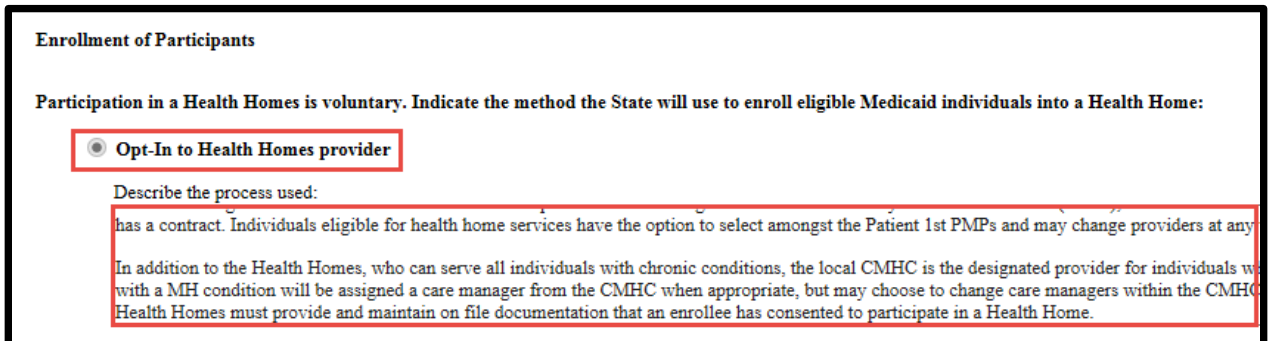 Enrollment of Participants
Participation in a Health Homes is voluntary. Indicate the method the State will use to enroll eligible Medicaid individuals into a Health Home:
Opt-In to Health Homes provider
Describe the process used:
has a contract. Individuals eligible for health home services have the option to select amongst the Patient 1st PMPs and may change providers at any
In addition to the Health Homes, who can serve all individuals with chronic conditions, the local CMHC is the designated provider for individuals
with a MH condition will be assigned a care manager from the CMHC when appropriate, but may choose to change care managers within the CMHC
Health Homes must provide and maintain on file documentation that an enrollee has consented to participate in a Health Home.